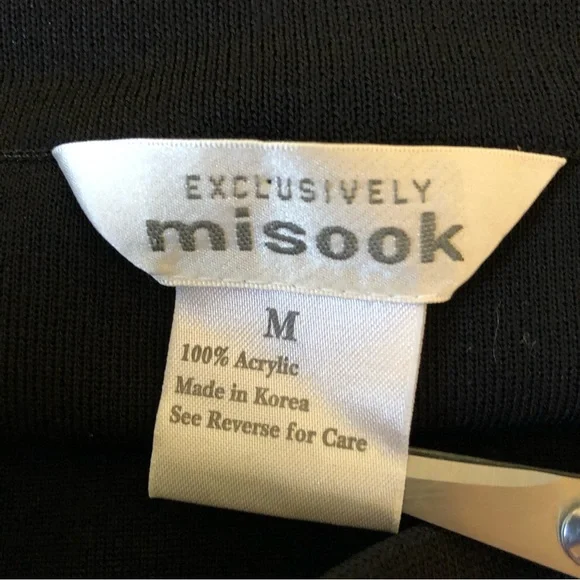 EXCLUSIVELY
misook
M
100% Acrylic
Made in Korea
See Reverse for Care